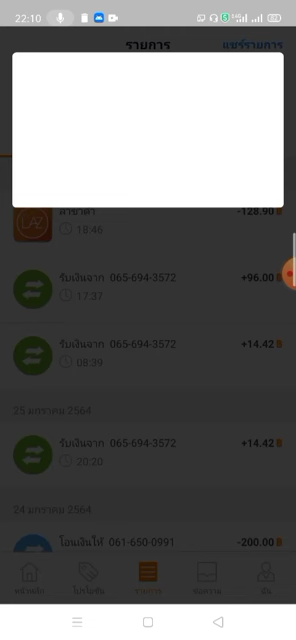 22:10
รายการ แชร์รายการ
ลาซาด้า -128.90 ฿
18:46
รับเงินจาก 065-694-3572 +96.00 ฿
17:37
รับเงินจาก 065-694-3572 +14.42 ฿
08:39
25 มกราคม 2564
รับเงินจาก 065-694-3572 +14.42 ฿
20:20
24 มกราคม 2564
โอนเงินให้ 061-650-0991 -200.00 ฿
หน้าหลัก โปรโมชั่น รายการ ฉัน